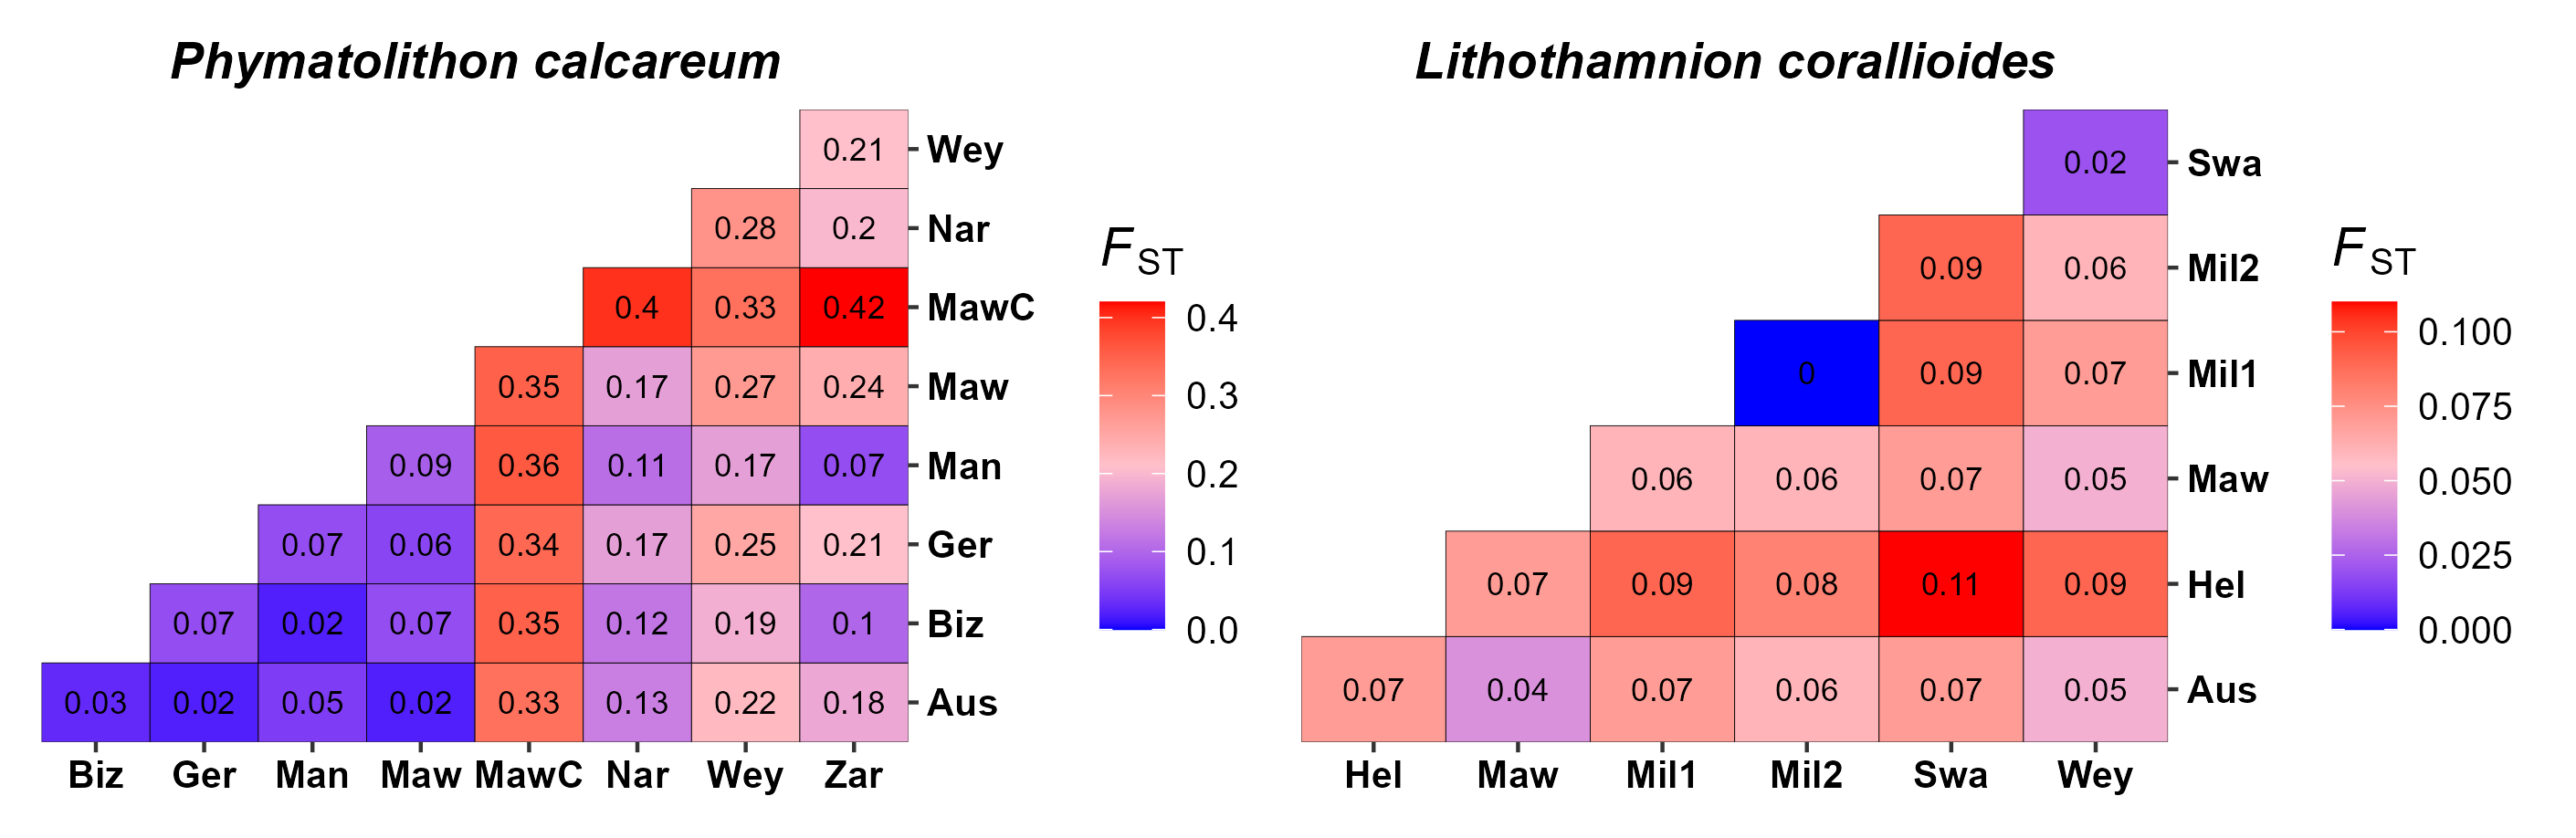 Phymatolithon calcareum
0.21 Wey
0.28 0.2 Nar
0.4 0.33 0.42 MawC
0.35 0.17 0.27 0.24 Maw
0.09 0.36 0.11 0.17 0.07 Man
0.07 0.06 0.34 0.17 0.25 0.21 Ger
0.07 0.02 0.07 0.35 0.12 0.19 0.1 Biz
0.03 0.02 0.05 0.02 0.33 0.13 0.22 0.18 Aus
Biz Ger Man Maw MawC Nar Wey Zar
FST
0.4
0.3
0.2
0.1
0.0
Lithothamnion corallioides
0.02 Swa
0.09 0.06 Mil2
0 0.09 0.07 Mil1
0.06 0.06 0.07 0.05 Maw
0.07 0.09 0.08 0.11 0.09 Hel
0.07 0.04 0.07 0.06 0.07 0.05 Aus
Hel Maw Mil1 Mil2 Swa Wey
FST
0.100
0.075
0.050
0.025
0.000